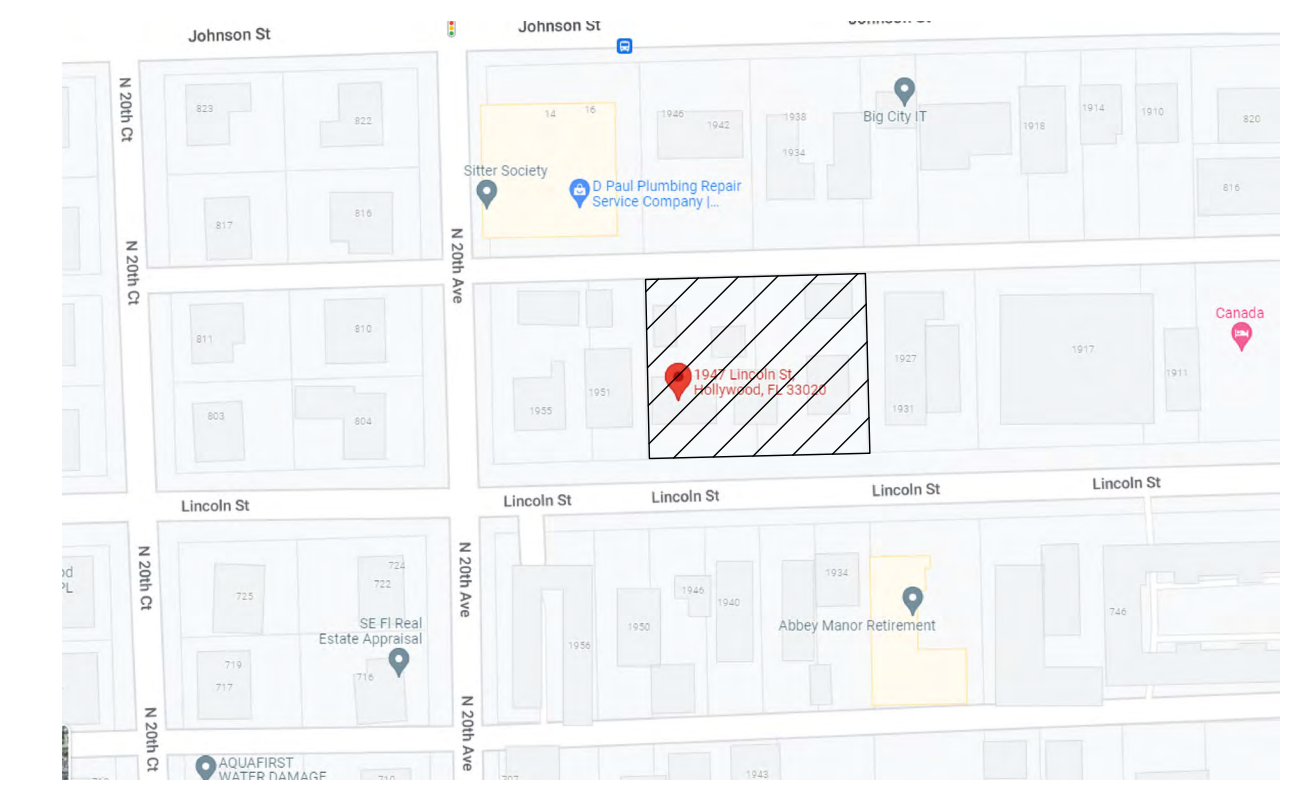 Johnson St
Johnson St
N 20th Ct
823
822
14
16
1946
1942
1938
1934
Big City IT
1918
1914
1910
820
Sitter Society
D Paul Plumbing Repair
Service Company |...
817
816
816
N 20th Ct
N 20th Ave
811
810
803
804
1955
1951
1947 Lincoln St,
Hollywood, FL 33020
1927
1931
1917
1911
Canada
Lincoln St
Lincoln St
Lincoln St
Lincoln St
Lincoln St
N 20th Ct
N 20th Ave
PL
725
724
722
SE Fl Real
Estate Appraisal
719
717
716
1956
1950
1946
1940
1934
Abbey Manor Retirement
746
N 20th Ct
N 20th Ave
AQUAFIRST
WATER DAMAGE
1943